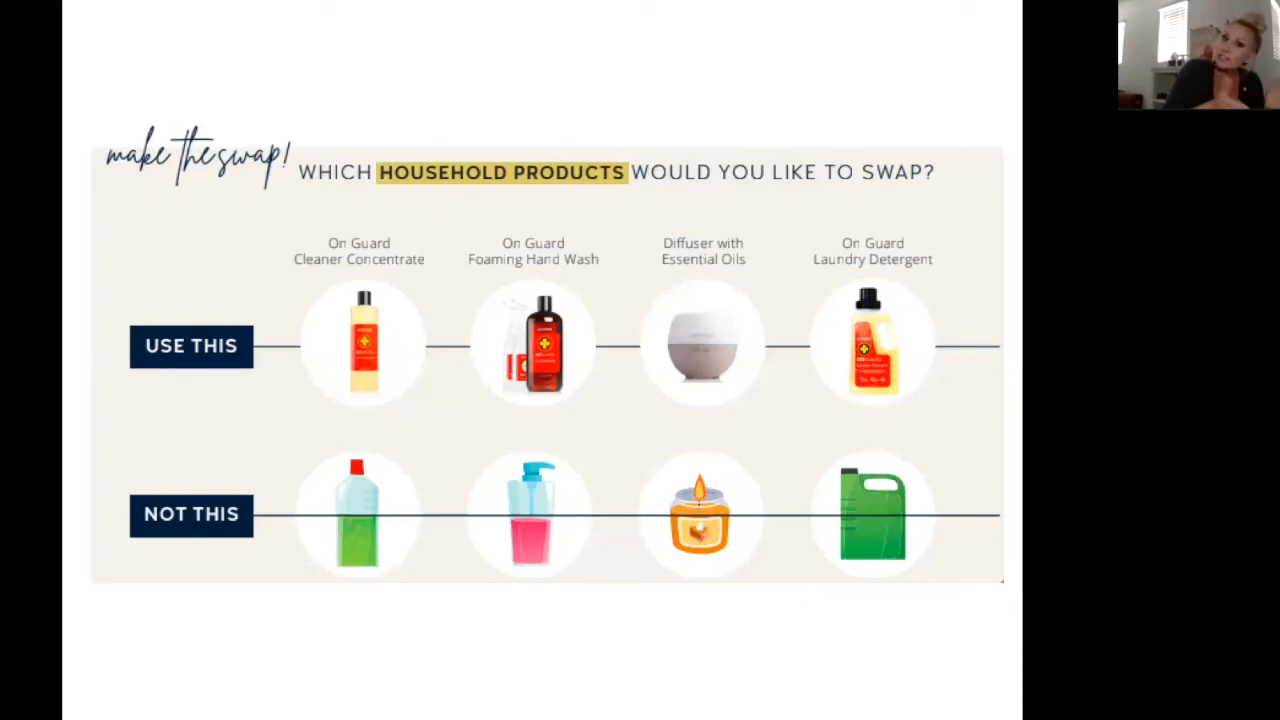 make the swap!
WHICH HOUSEHOLD PRODUCTS WOULD YOU LIKE TO SWAP?
On Guard
Cleaner Concentrate
On Guard
Foaming Hand Wash
Diffuser with
Essential Oils
On Guard
Laundry Detergent
USE THIS
NOT THIS